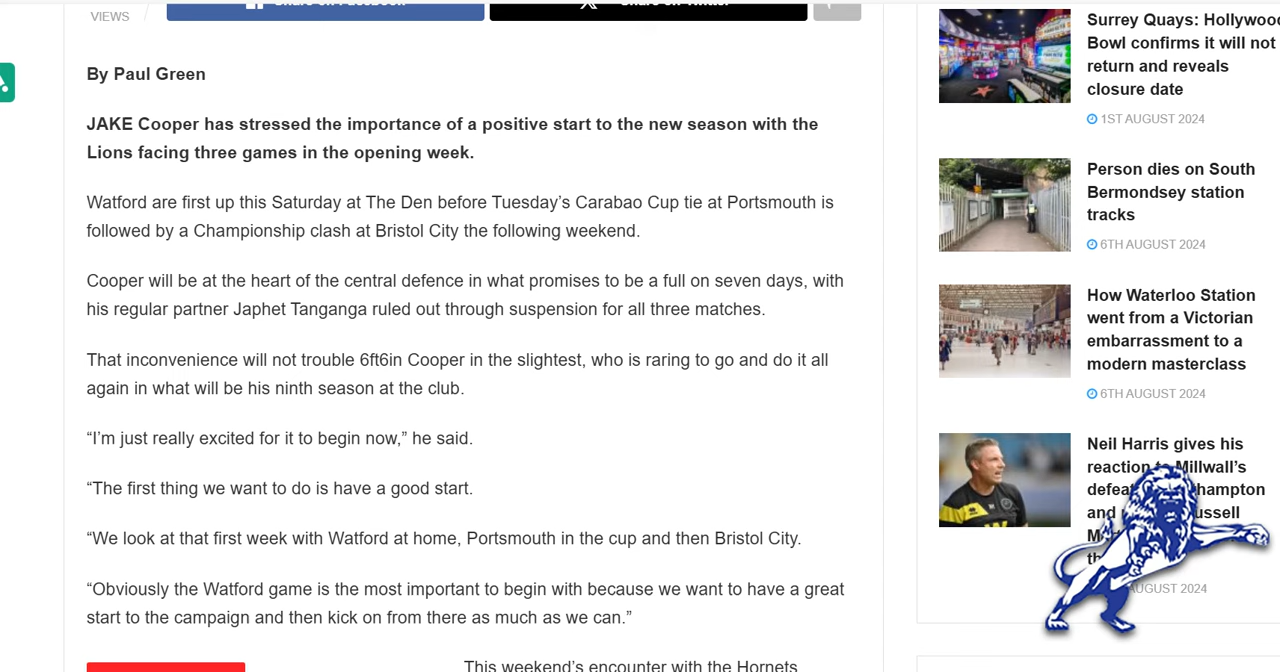 VIEWS
By Paul Green
JAKE Cooper has stressed the importance of a positive start to the new season with the
Lions facing three games in the opening week.
Watford are first up this Saturday at The Den before Tuesday’s Carabao Cup tie at Portsmouth is
followed by a Championship clash at Bristol City the following weekend.
Cooper will be at the heart of the central defence in what promises to be a full on seven days, with
his regular partner Japhet Tanganga ruled out through suspension for all three matches.
That inconvenience will not trouble 6ft6in Cooper in the slightest, who is raring to go and do it all
again in what will be his ninth season at the club.
“I’m just really excited for it to begin now,” he said.
“The first thing we want to do is have a good start.
“We look at that first week with Watford at home, Portsmouth in the cup and then Bristol City.
“Obviously the Watford game is the most important to begin with because we want to have a great
start to the campaign and then kick on from there as much as we can.”
This weekend’s encounter with the Hornets
Surrey Quays: Hollywood
Bowl confirms it will not
return and reveals
closure date
1ST AUGUST 2024
Person dies on South
Bermondsey station
tracks
6TH AUGUST 2024
How Waterloo Station
went from a Victorian
embarrassment to a
modern masterclass
6TH AUGUST 2024
Neil Harris gives his
reaction Millwall’s
and
AUGUST 2024